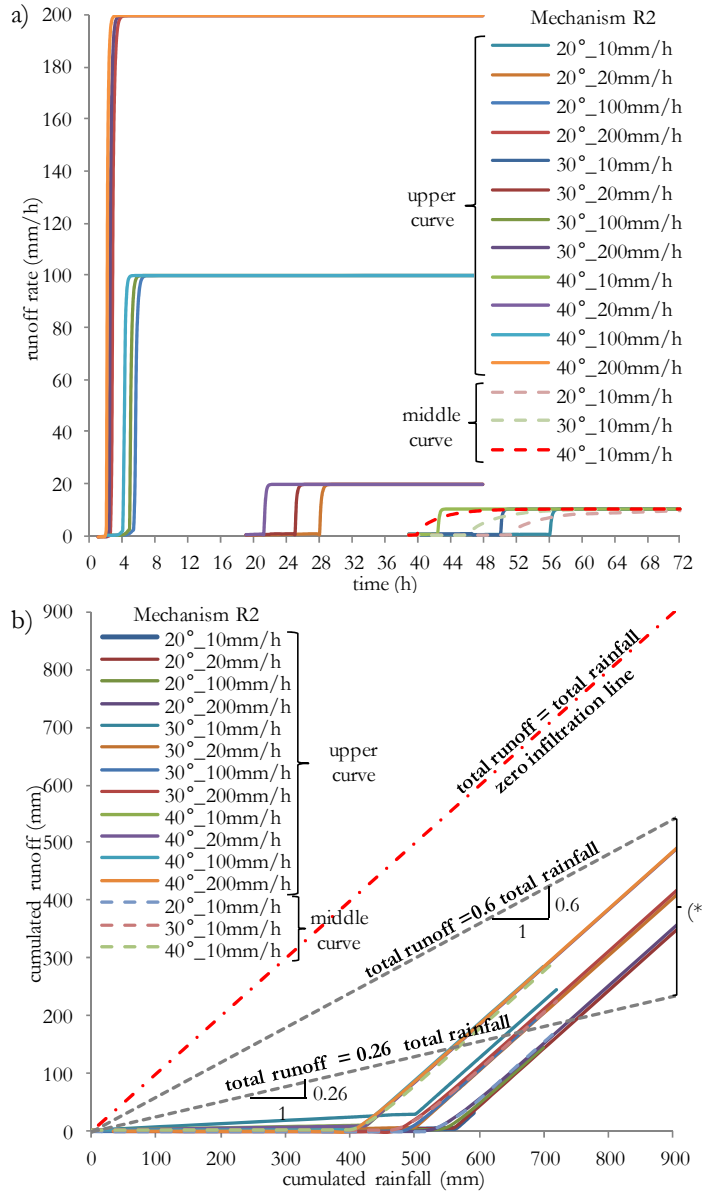 a)
Mechanism R2
200
180
160
140
120
100
80
60
40
20
0
runoff rate (mm/h)
0 4 8 12 16 20 24 28 32 36 40 44 48 52 56 60 64 68 72
time (h)
upper curve
20°_10mm/h
20°_20mm/h
20°_100mm/h
20°_200mm/h
30°_10mm/h
30°_20mm/h
30°_100mm/h
30°_200mm/h
40°_10mm/h
40°_20mm/h
40°_100mm/h
40°_200mm/h
middle curve
20°_10mm/h
30°_10mm/h
40°_10mm/h
b)
Mechanism R2
900
800
700
600
500
400
300
200
100
0
cumulated runoff (mm)
20°_10mm/h
20°_20mm/h
20°_100mm/h
20°_200mm/h
30°_10mm/h
30°_20mm/h
30°_100mm/h
30°_200mm/h
40°_10mm/h
40°_20mm/h
40°_100mm/h
40°_200mm/h
upper curve
20°_10mm/h
30°_10mm/h
40°_10mm/h
middle curve
total runoff = total rainfall
zero infiltration line
total runoff =0.6 total rainfall
0.6
1
(*
total runoff = 0.26 total rainfall
0.26
1
0 100 200 300 400 500 600 700 800 900
cumulated rainfall (mm)